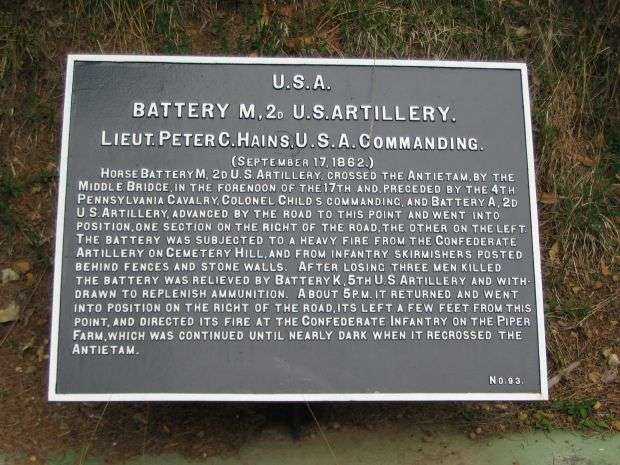 U.S.A.
BATTERY M, 2D U.S. ARTILLERY.
LIEUT. PETER C. HAINS, U.S.A. COMMANDING.
(SEPTEMBER 17, 1862.)
HORSE BATTERY M, 2D U.S. ARTILLERY, CROSSED THE ANTIETAM, BY THE
MIDDLE BRIDGE, IN THE FORENOON OF THE 17TH AND, PRECEDED BY THE 4TH
PENNSYLVANIA CAVALRY, COLONEL CHILDS COMMANDING, AND BATTERY A, 2D
U.S. ARTILLERY, ADVANCED BY THE ROAD TO THIS POINT AND WENT INTO
POSITION, ONE SECTION ON THE RIGHT OF THE ROAD, THE OTHER ON THE LEFT.
THE BATTERY WAS SUBJECTED TO A HEAVY FIRE FROM THE CONFEDERATE
ARTILLERY ON CEMETERY HILL, AND FROM INFANTRY SKIRMISHERS POSTED
BEHIND FENCES AND STONE WALLS. AFTER LOSING THREE MEN KILLED
THE BATTERY WAS RELIEVED BY BATTERY K, 5TH U.S. ARTILLERY AND WITH-
DRAWN TO REPLENISH AMMUNITION. ABOUT 5 P.M. IT RETURNED AND WENT
INTO POSITION ON THE RIGHT OF THE ROAD, ITS LEFT A FEW FEET FROM THIS
POINT, AND DIRECTED ITS FIRE AT THE CONFEDERATE INFANTRY ON THE PIPER
FARM, WHICH WAS CONTINUED UNTIL NEARLY DARK WHEN IT RECROSSED THE
ANTIETAM.
NO. 93.